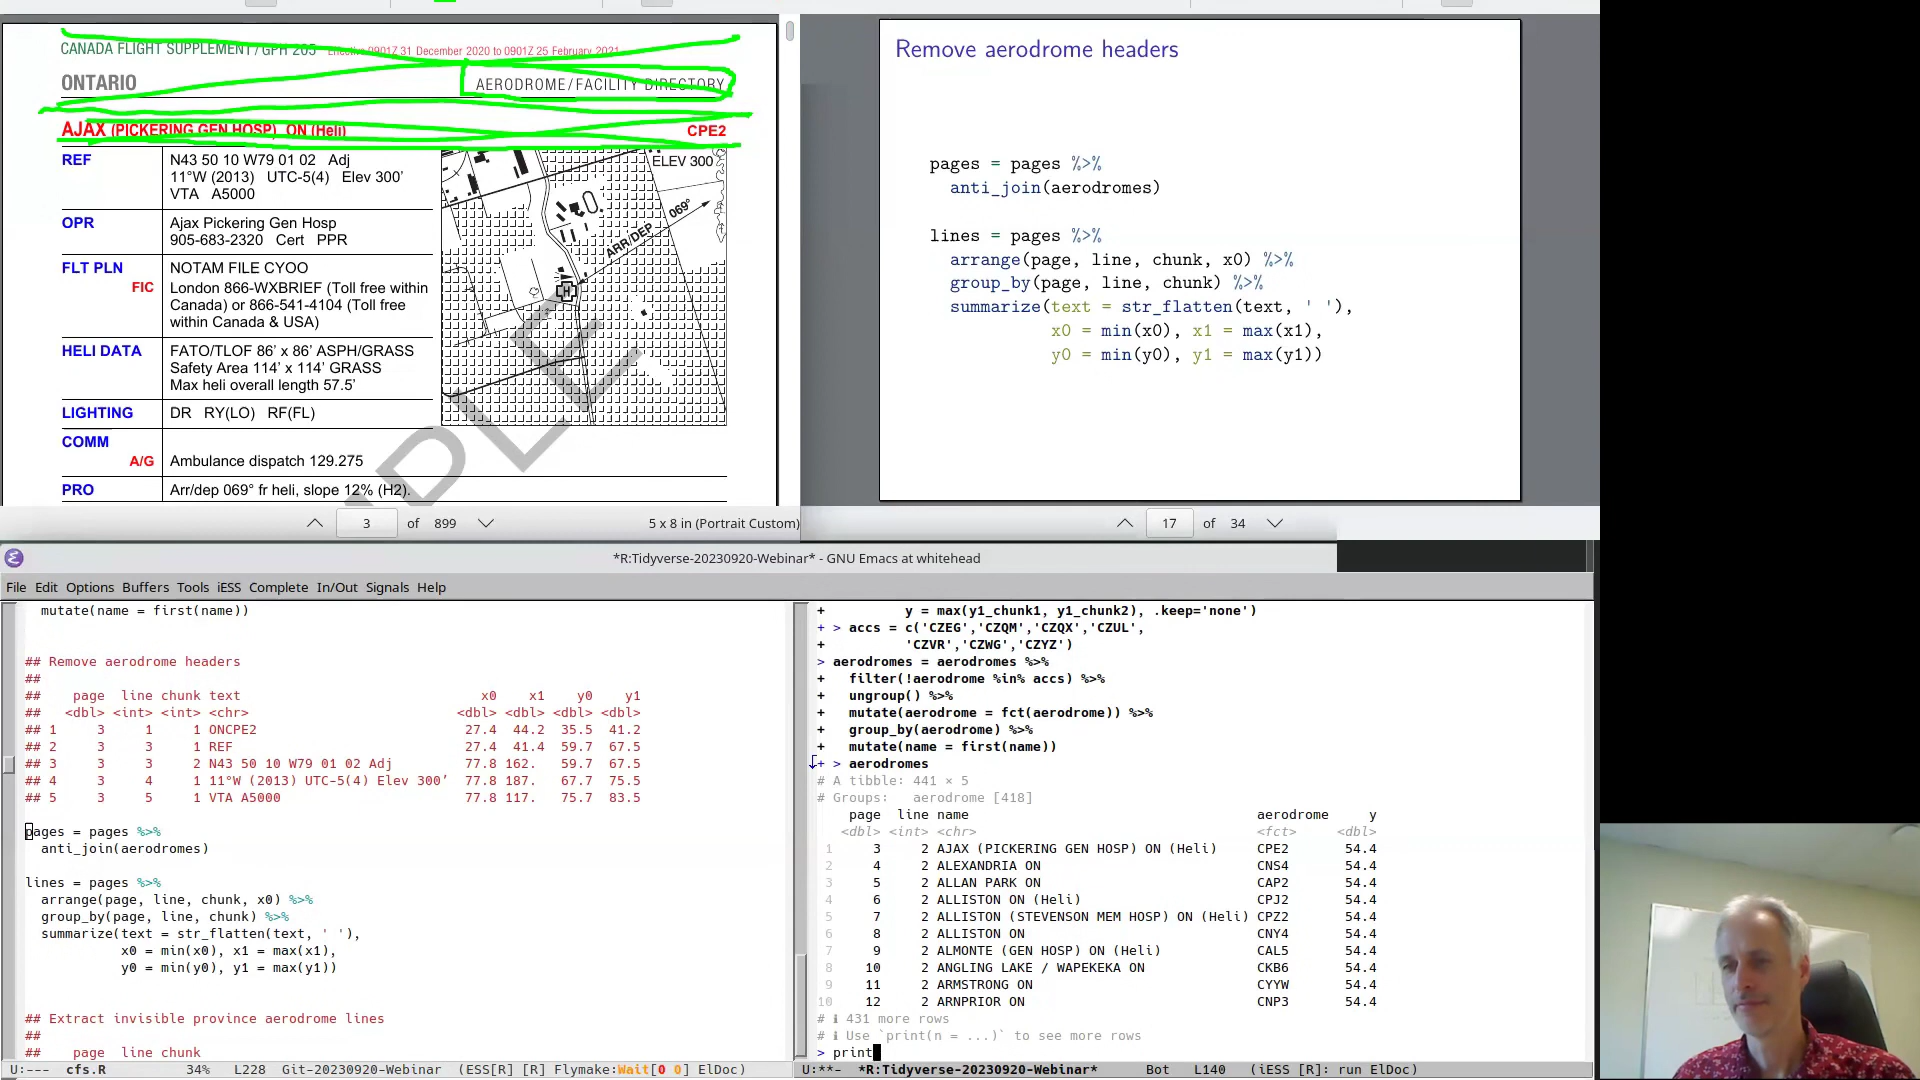 CANADA FLIGHT SUPPLEMENT / GPH 205 Effective 0901Z 31 December 2020 to 0901Z 25 February 2021
ONTARIO AERODROME / FACILITY DIRECTORY
AJAX (PICKERING GEN HOSP) ON (Heli) CPE2
REF N43 50 10 W79 01 02 Adj
11°W (2013) UTC-5(4) Elev 300'
VTA A5000
OPR Ajax Pickering Gen Hosp
905-683-2320 Cert PPR
FLT PLN NOTAM FILE CYOO
FIC London 866-WXBRIEF (Toll free within
Canada) or 866-541-4104 (Toll free
within Canada & USA)
HELI DATA FATO/TLOF 86' x 86' ASPH/GRASS
Safety Area 114' x 114' GRASS
Max heli overall length 57.5'
LIGHTING DR RY(LO) RF(FL)
COMM
A/G Ambulance dispatch 129.275
PRO Arr/dep 069° fr heli, slope 12% (H2).
ELEV 300
069°
ARR/DEP
H
3 of 899 5 x 8 in (Portrait Custom)
Remove aerodrome headers
pages = pages %>%
anti_join(aerodromes)
lines = pages %>%
arrange(page, line, chunk, x0) %>%
group_by(page, line, chunk) %>%
summarize(text = str_flatten(text, ' '),
x0 = min(x0), x1 = max(x1),
y0 = min(y0), y1 = max(y1))
17 of 34
*R:Tidyverse-20230920-Webinar* - GNU Emacs at whitehead
File Edit Options Buffers Tools iESS Complete In/Out Signals Help
mutate(name = first(name))
## Remove aerodrome headers
##
## page line chunk text x0 x1 y0 y1
## <dbl> <int> <int> <chr> <dbl> <dbl> <dbl> <dbl>
## 1 3 1 1 ONCPE2 27.4 44.2 35.5 41.2
## 2 3 3 1 REF 27.4 41.4 59.7 67.5
## 3 3 3 2 N43 50 10 W79 01 02 Adj 77.8 162. 59.7 67.5
## 4 3 4 1 11°W (2013) UTC-5(4) Elev 300’ 77.8 187. 67.7 75.5
## 5 3 5 1 VTA A5000 77.8 117. 75.7 83.5
pages = pages %>%
anti_join(aerodromes)
lines = pages %>%
arrange(page, line, chunk, x0) %>%
group_by(page, line, chunk) %>%
summarize(text = str_flatten(text, ' '),
x0 = min(x0), x1 = max(x1),
y0 = min(y0), y1 = max(y1))
## Extract invisible province aerodrome lines
##
## page line chunk
U:--- cfs.R 34% L228 Git-20230920-Webinar (ESS[R] [R] Flymake:Wait[0 0] ElDoc)
+ y = max(y1_chunk1, y1_chunk2), .keep='none')
+ > accs = c('CZEG','CZQM','CZQX','CZUL',
+ 'CZVR','CZWG','CZYZ')
> aerodromes = aerodromes %>%
+ filter(!aerodrome %in% accs) %>%
+ ungroup() %>%
+ mutate(aerodrome = fct(aerodrome)) %>%
+ group_by(aerodrome) %>%
+ mutate(name = first(name))
+ > aerodromes
# A tibble: 441 × 5
# Groups: aerodrome [418]
page line name aerodrome y
<dbl> <int> <chr> <fct> <dbl>
1 3 2 AJAX (PICKERING GEN HOSP) ON (Heli) CPE2 54.4
2 4 2 ALEXANDRIA ON CNS4 54.4
3 5 2 ALLAN PARK ON CAP2 54.4
4 6 2 ALLISTON ON (Heli) CPJ2 54.4
5 7 2 ALLISTON (STEVENSON MEM HOSP) ON (Heli) CPZ2 54.4
6 8 2 ALLISTON ON CNY4 54.4
7 9 2 ALMONTE (GEN HOSP) ON (Heli) CAL5 54.4
8 10 2 ANGLING LAKE / WAPEKEKA ON CKB6 54.4
9 11 2 ARMSTRONG ON CYYW 54.4
10 12 2 ARNPRIOR ON CNP3 54.4
# ℹ 431 more rows
# ℹ Use `print(n = ...)` to see more rows
> print
U:**- *R:Tidyverse-20230920-Webinar* Bot L140 (iESS [R]: run ElDoc)